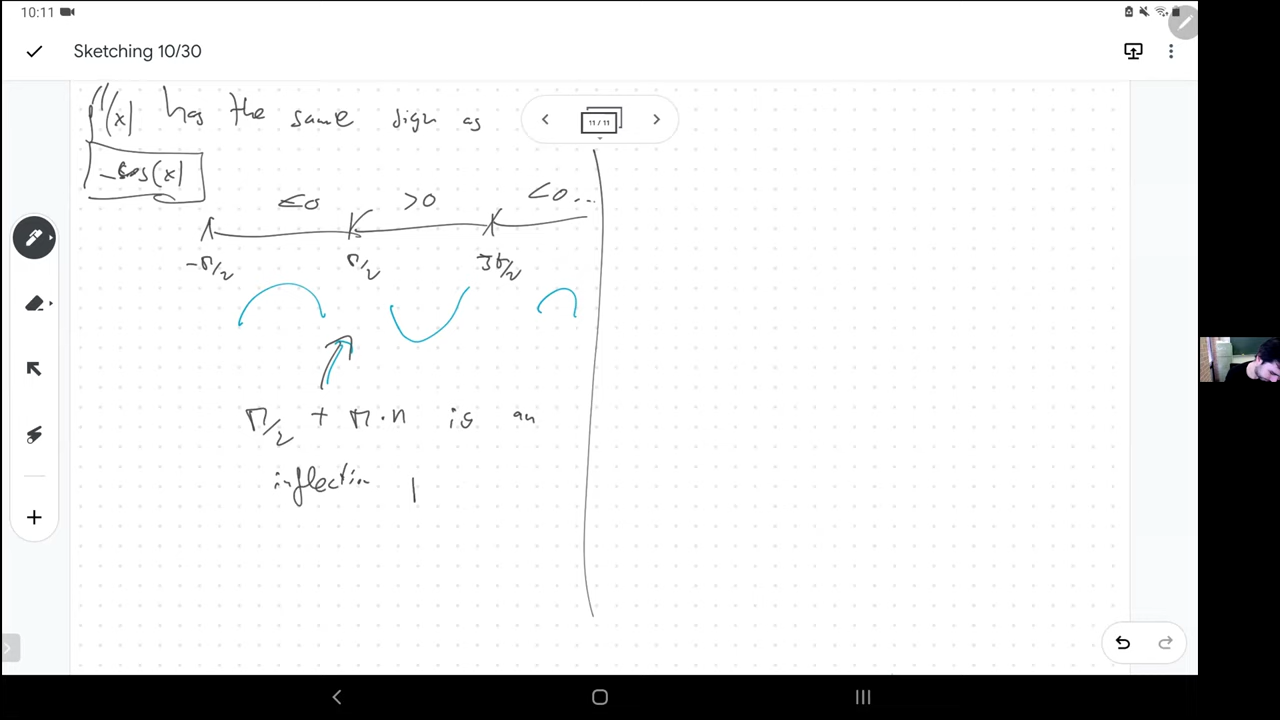 10:11
Sketching 10/30
f''(x) has the same sign as
11 / 11
-cos(x)
<0 >0 <0...
-π/2 π/2 3π/2
π/2 + π·n is an
inflection